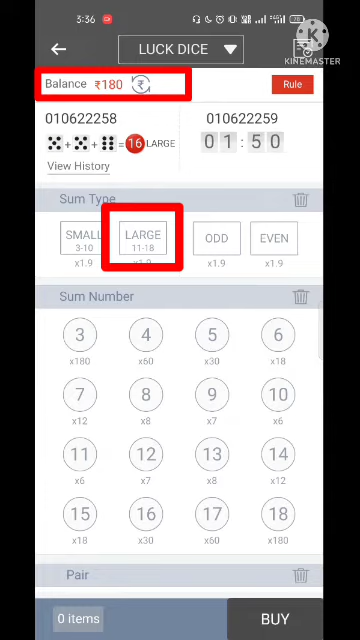 3:36
KINEMASTER
LUCK DICE
Balance ₹180 ₹
Rule
010622258
010622259
+ + = 16 LARGE
01:50
View History
Sum Type
SMALL LARGE ODD EVEN
3-10 11-18
x1.9 x1.9 x1.9 x1.9
Sum Number
3 4 5 6
x180 x60 x30 x18
7 8 9 10
x12 x8 x7 x6
11 12 13 14
x6 x7 x8 x12
15 16 17 18
x18 x30 x60 x180
Pair
0 items
BUY